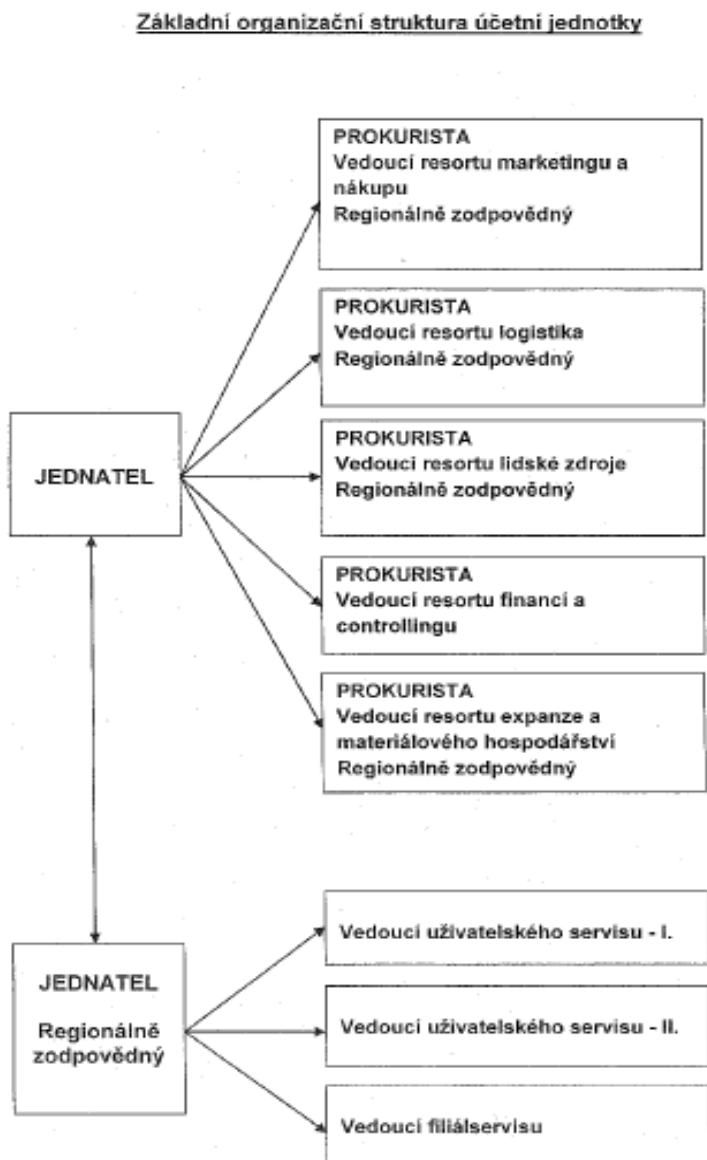 Základní organizační struktura účetní jednotky
PROKURISTA
Vedoucí resortu marketingu a
nákupu
Regionálně zodpovědný
PROKURISTA
Vedoucí resortu logistika
Regionálně zodpovědný
JEDNATEL
PROKURISTA
Vedoucí resortu lidské zdroje
Regionálně zodpovědný
PROKURISTA
Vedoucí resortu financí a
controllingu
PROKURISTA
Vedoucí resortu expanze a
materiálového hospodářství
Regionálně zodpovědný
JEDNATEL
Regionálně
zodpovědný
Vedoucí uživatelského servisu - I.
Vedoucí uživatelského servisu - II.
Vedoucí filiálservisu